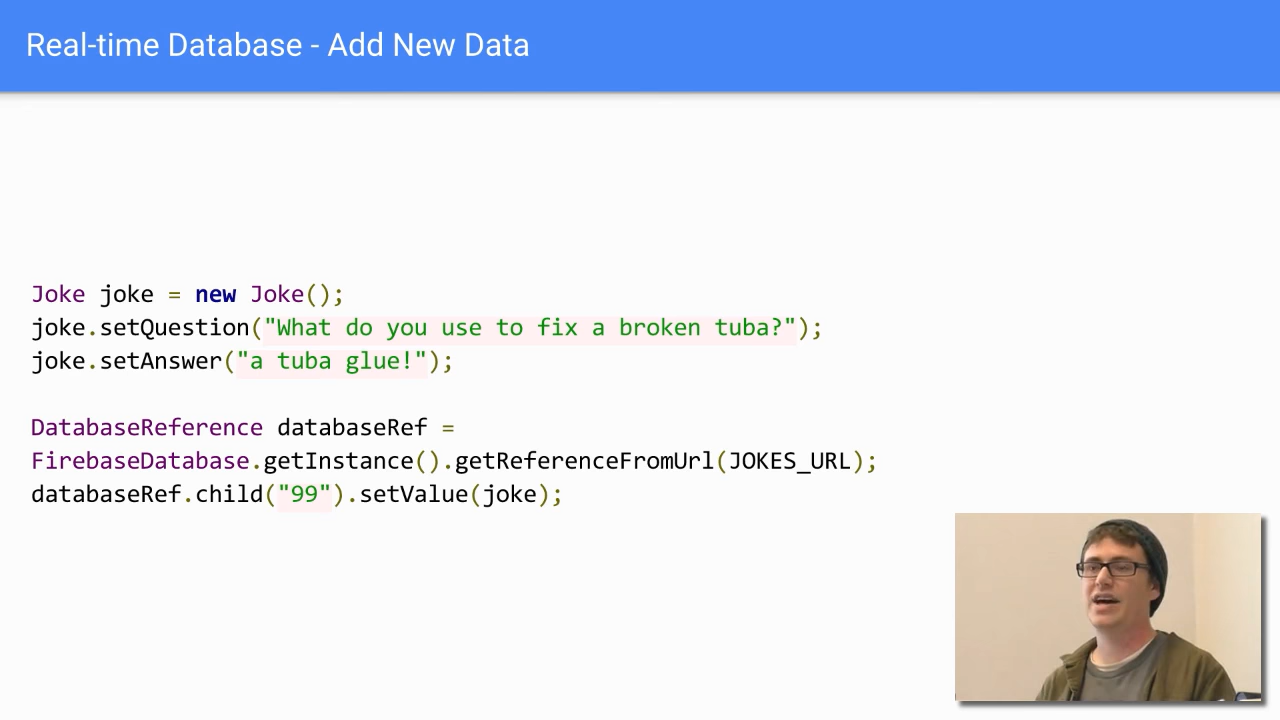 Real-time Database - Add New Data
Joke joke = new Joke();
joke.setQuestion("What do you use to fix a broken tuba?");
joke.setAnswer("a tuba glue!");
DatabaseReference databaseRef =
FirebaseDatabase.getInstance().getReferenceFromUrl(JOKES_URL);
databaseRef.child("99").setValue(joke);